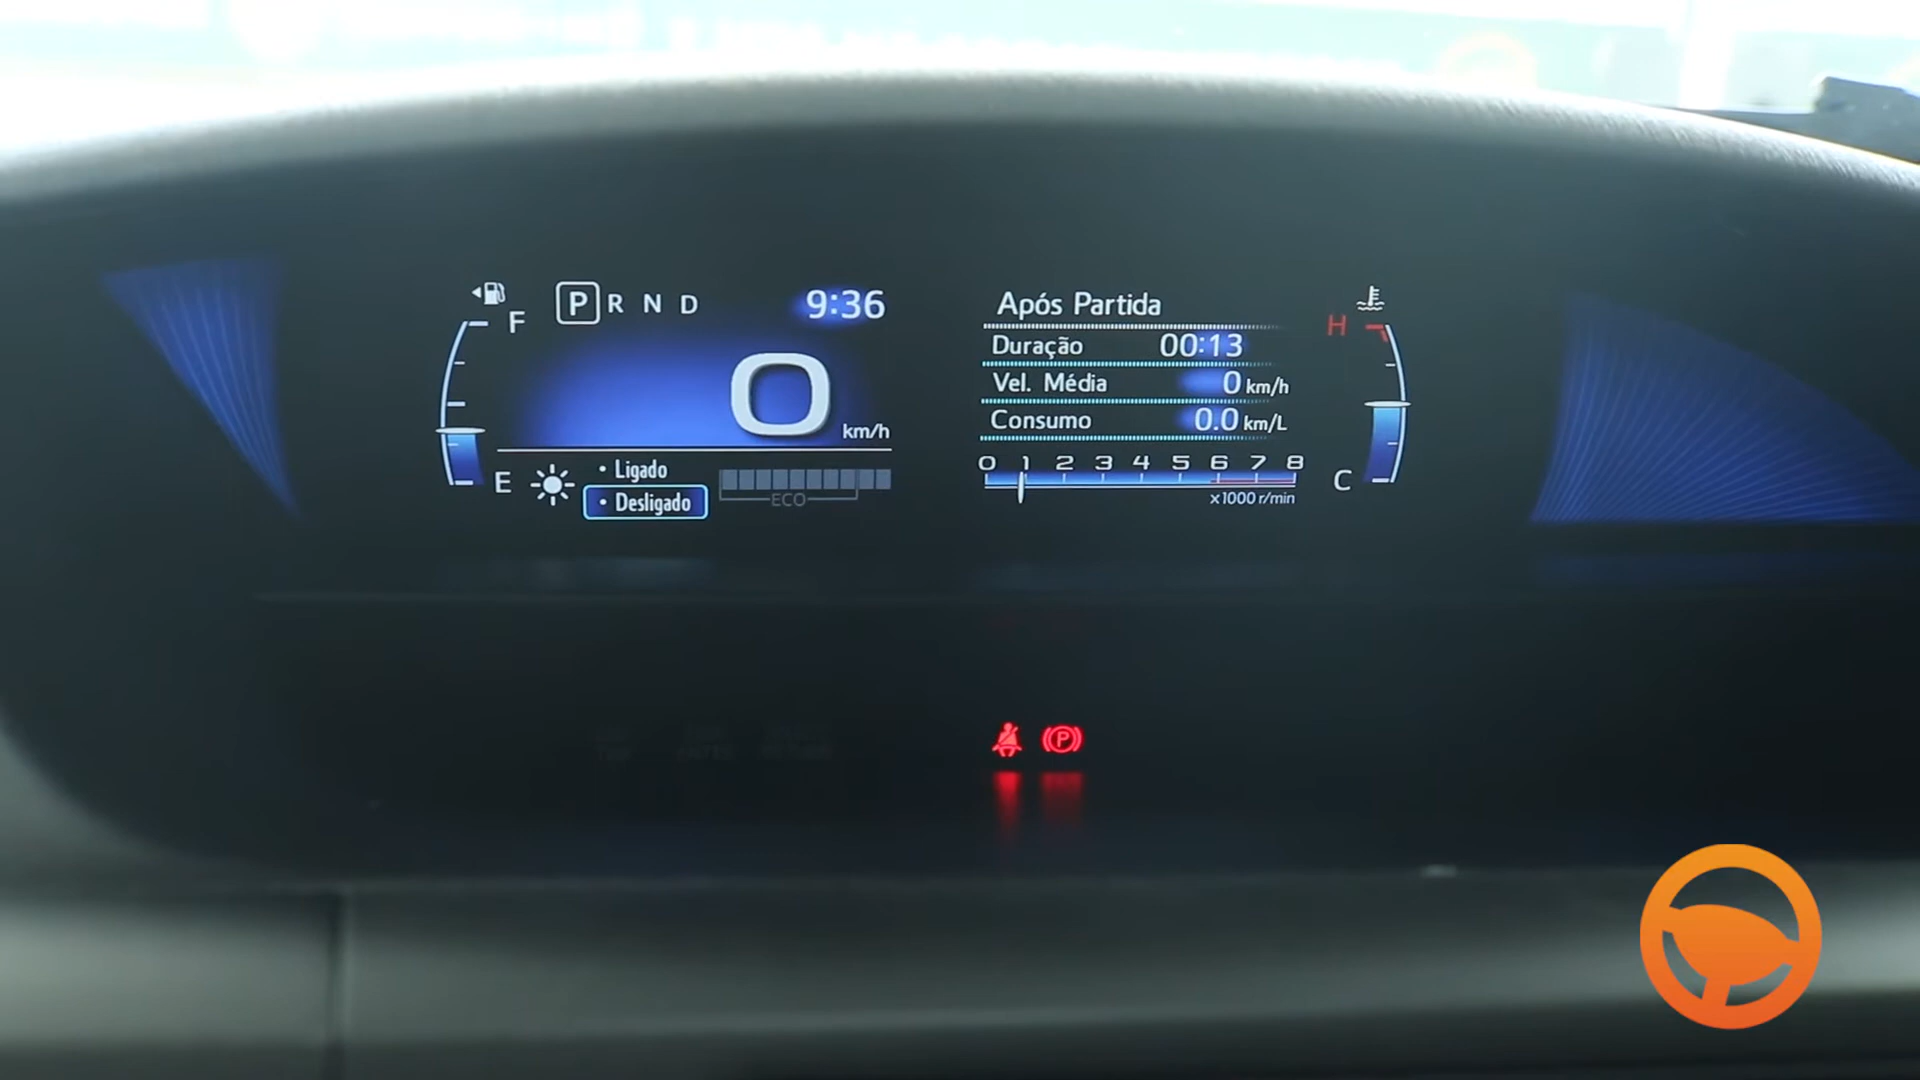 P R N D 9:36
F
0 km/h
E
• Ligado
• Desligado
ECO
Após Partida
Duração 00:13
Vel. Média 0 km/h
Consumo 0.0 km/L
0 1 2 3 4 5 6 7 8
x1000 r/min
H
C
P